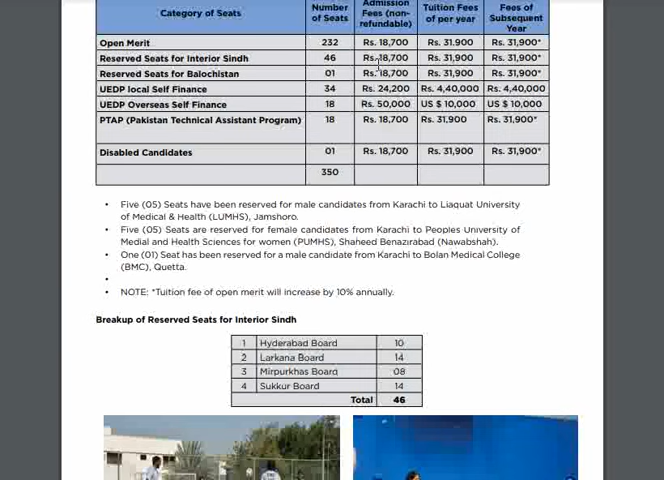 Category of Seats Number of Seats Admission Fees (non-refundable) Tuition Fees of per year Fees of Subsequent Year
Open Merit 232 Rs. 18,700 Rs. 31,900 Rs. 31,900*
Reserved Seats for Interior Sindh 46 Rs. 18,700 Rs. 31,900 Rs. 31,900*
Reserved Seats for Balochistan 01 Rs. 18,700 Rs. 31,900 Rs. 31,900*
UEDP local Self Finance 34 Rs. 24,200 Rs. 4,40,000 Rs. 4,40,000
UEDP Overseas Self Finance 18 Rs. 50,000 US $ 10,000 US $ 10,000
PTAP (Pakistan Technical Assistant Program) 18 Rs. 18,700 Rs. 31,900 Rs. 31,900*
Disabled Candidates 01 Rs. 18,700 Rs. 31,900 Rs. 31,900*
350
• Five (05) Seats have been reserved for male candidates from Karachi to Liaquat University
of Medical & Health (LUMHS), Jamshoro.
• Five (05) Seats are reserved for female candidates from Karachi to Peoples University of
Medial and Health Sciences for women (PUMHS), Shaheed Benazirabad (Nawabshah).
• One (01) Seat has been reserved for a male candidate from Karachi to Bolan Medical College
(BMC), Quetta.
•
• NOTE: *Tuition fee of open merit will increase by 10% annually.
Breakup of Reserved Seats for Interior Sindh
1 Hyderabad Board 10
2 Larkana Board 14
3 Mirpurkhas Board 08
4 Sukkur Board 14
Total 46